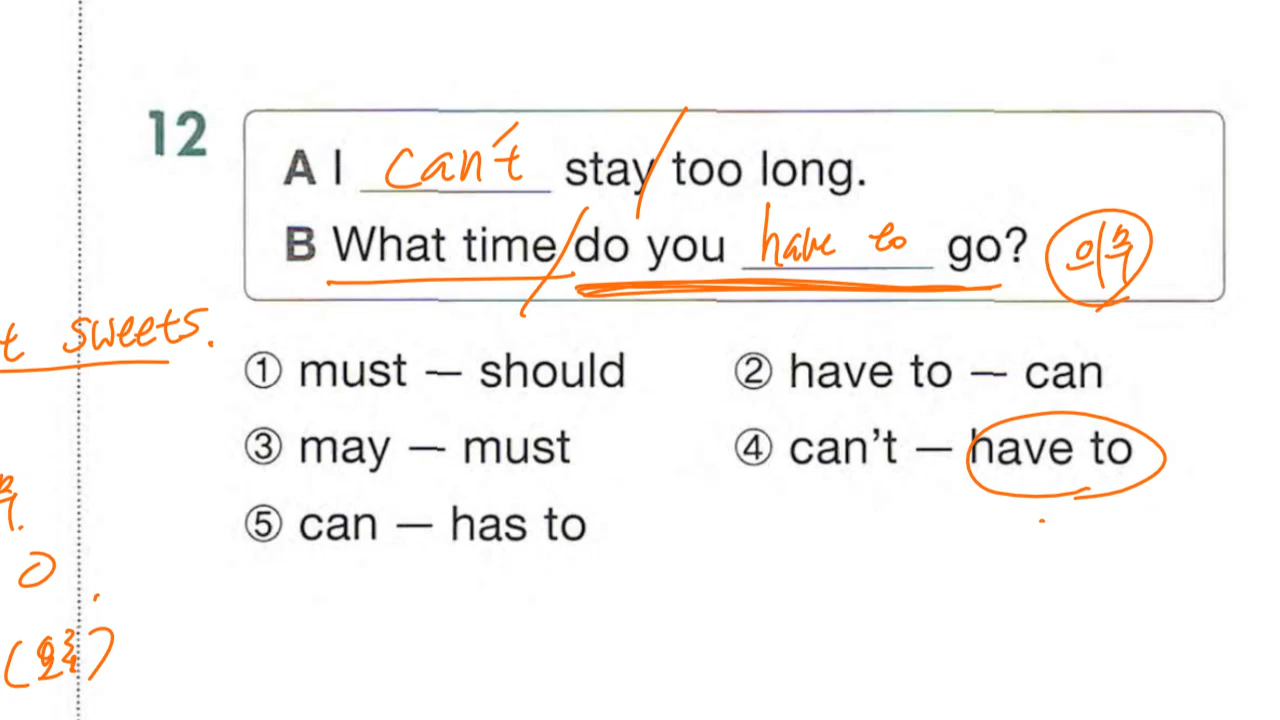 12
A I can't stay too long.
B What time do you have to go? 의무
t sweets.
① must – should ② have to – can
③ may – must ④ can't – have to
⑤ can – has to